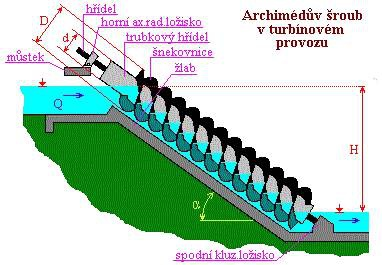 Archimédův šroub
v turbínovém
provozu
hřídel
horní ax.rad.ložisko
trubkový hřídel
šnekovnice
žlab
můstek
D
d
Q
H
α
spodní kluz.ložisko